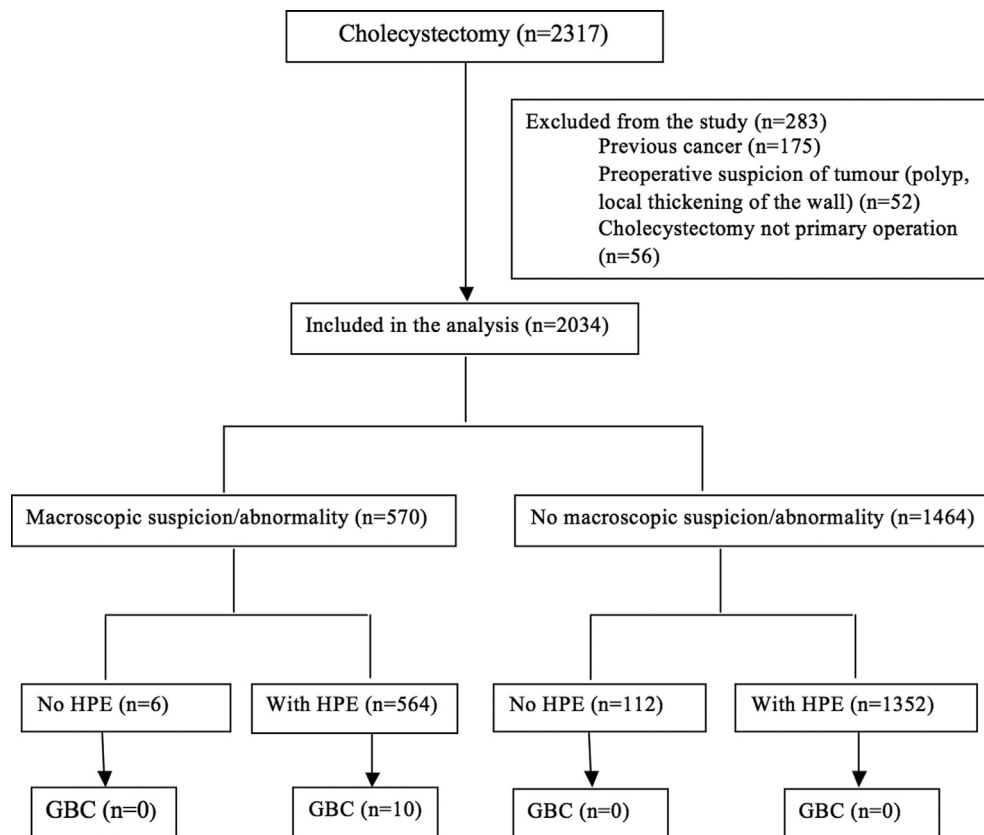 Cholecystectomy (n=2317)
Excluded from the study (n=283)
Previous cancer (n=175)
Preoperative suspicion of tumour (polyp,
local thickening of the wall) (n=52)
Cholecystectomy not primary operation
(n=56)
Included in the analysis (n=2034)
Macroscopic suspicion/abnormality (n=570)
No macroscopic suspicion/abnormality (n=1464)
No HPE (n=6)
With HPE (n=564)
No HPE (n=112)
With HPE (n=1352)
GBC (n=0)
GBC (n=10)
GBC (n=0)
GBC (n=0)